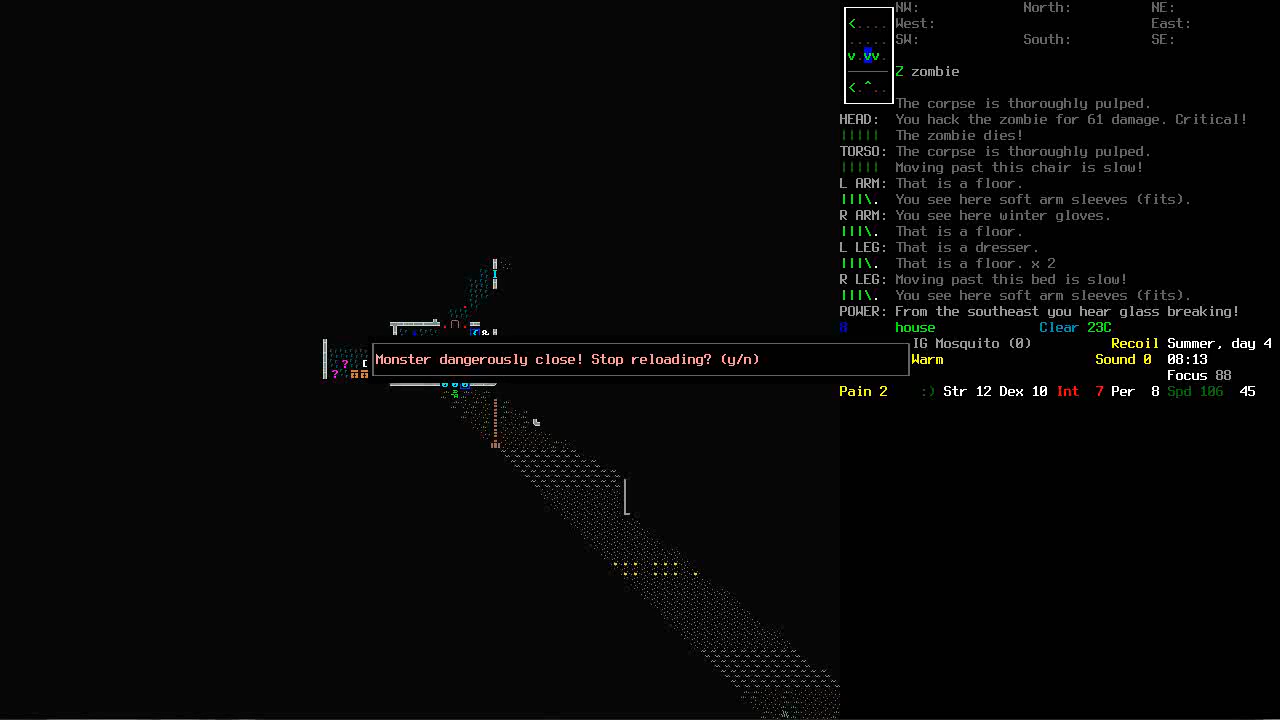 NW: North: NE:
West: East:
SW: South: SE:
Z zombie
The corpse is thoroughly pulped.
HEAD: You hack the zombie for 61 damage. Critical!
||||| The zombie dies!
TORSO: The corpse is thoroughly pulped.
||||| Moving past this chair is slow!
L ARM: That is a floor.
|||\. You see here soft arm sleeves (fits).
R ARM: You see here winter gloves.
|||\. That is a floor.
L LEG: That is a dresser.
|||\. That is a floor. x 2
R LEG: Moving past this bed is slow!
|||\. You see here soft arm sleeves (fits).
POWER: From the southeast you hear glass breaking!
0 house Clear 23C
IG Mosquito (0) Recoil Summer, day 4
Monster dangerously close! Stop reloading? (y/n)
Warm Sound 0 08:13
Focus 88
Pain 2 :) Str 12 Dex 10 Int 7 Per 8 Spd 106 45